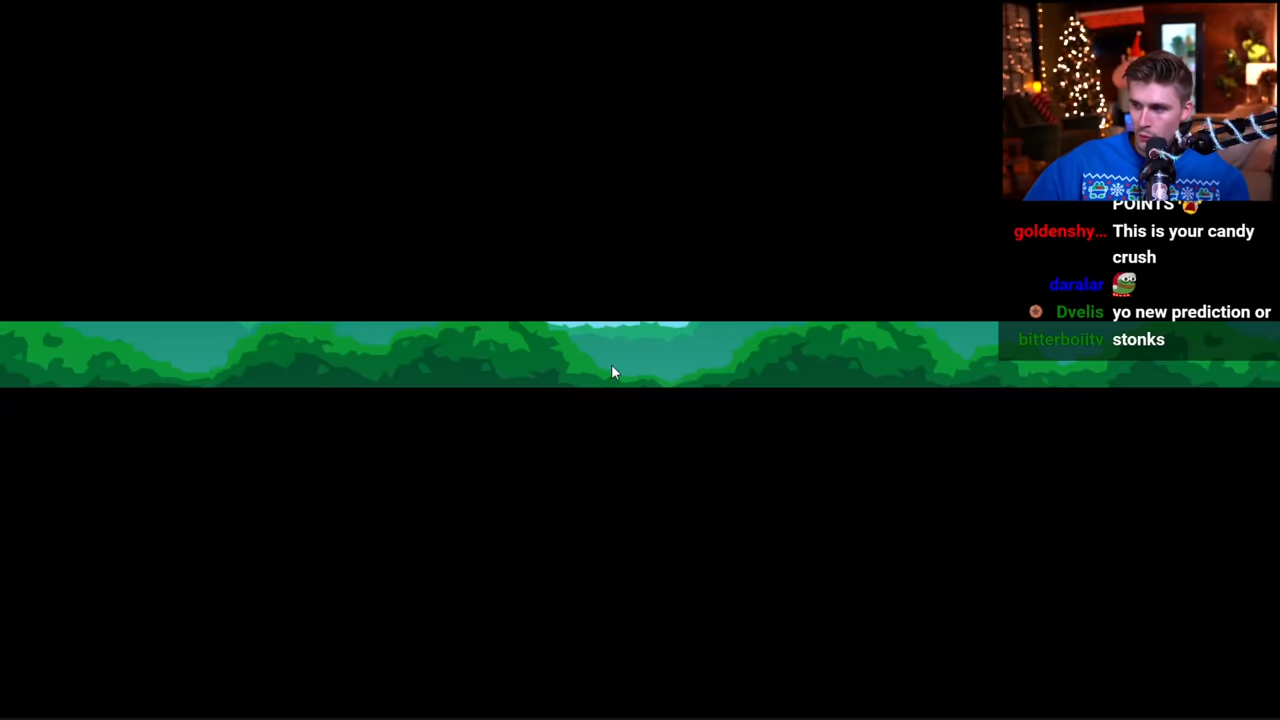 POINTS
goldenshy... This is your candy
crush
daralar
Dvelis yo new prediction or
bitterboiitv stonks